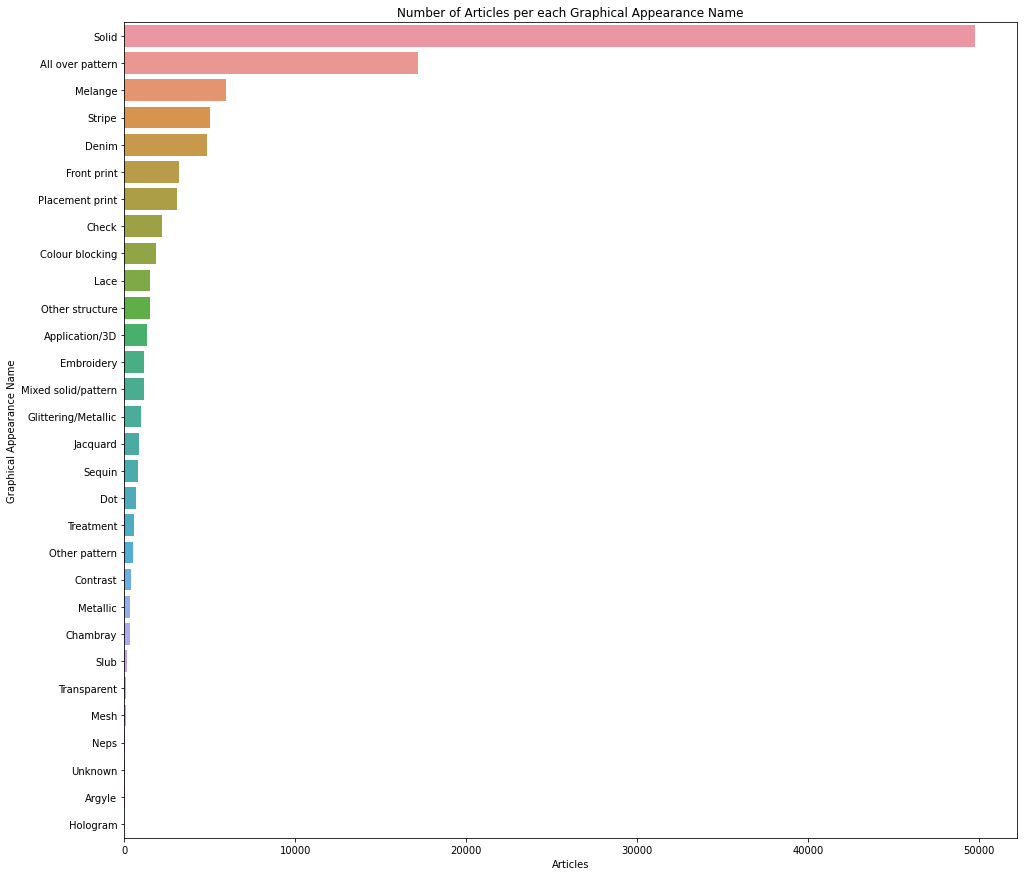 Number of Articles per each Graphical Appearance Name
Graphical Appearance Name
Solid
All over pattern
Melange
Stripe
Denim
Front print
Placement print
Check
Colour blocking
Lace
Other structure
Application/3D
Embroidery
Mixed solid/pattern
Glittering/Metallic
Jacquard
Sequin
Dot
Treatment
Other pattern
Contrast
Metallic
Chambray
Slub
Transparent
Mesh
Neps
Unknown
Argyle
Hologram
0 10000 20000 30000 40000 50000
Articles